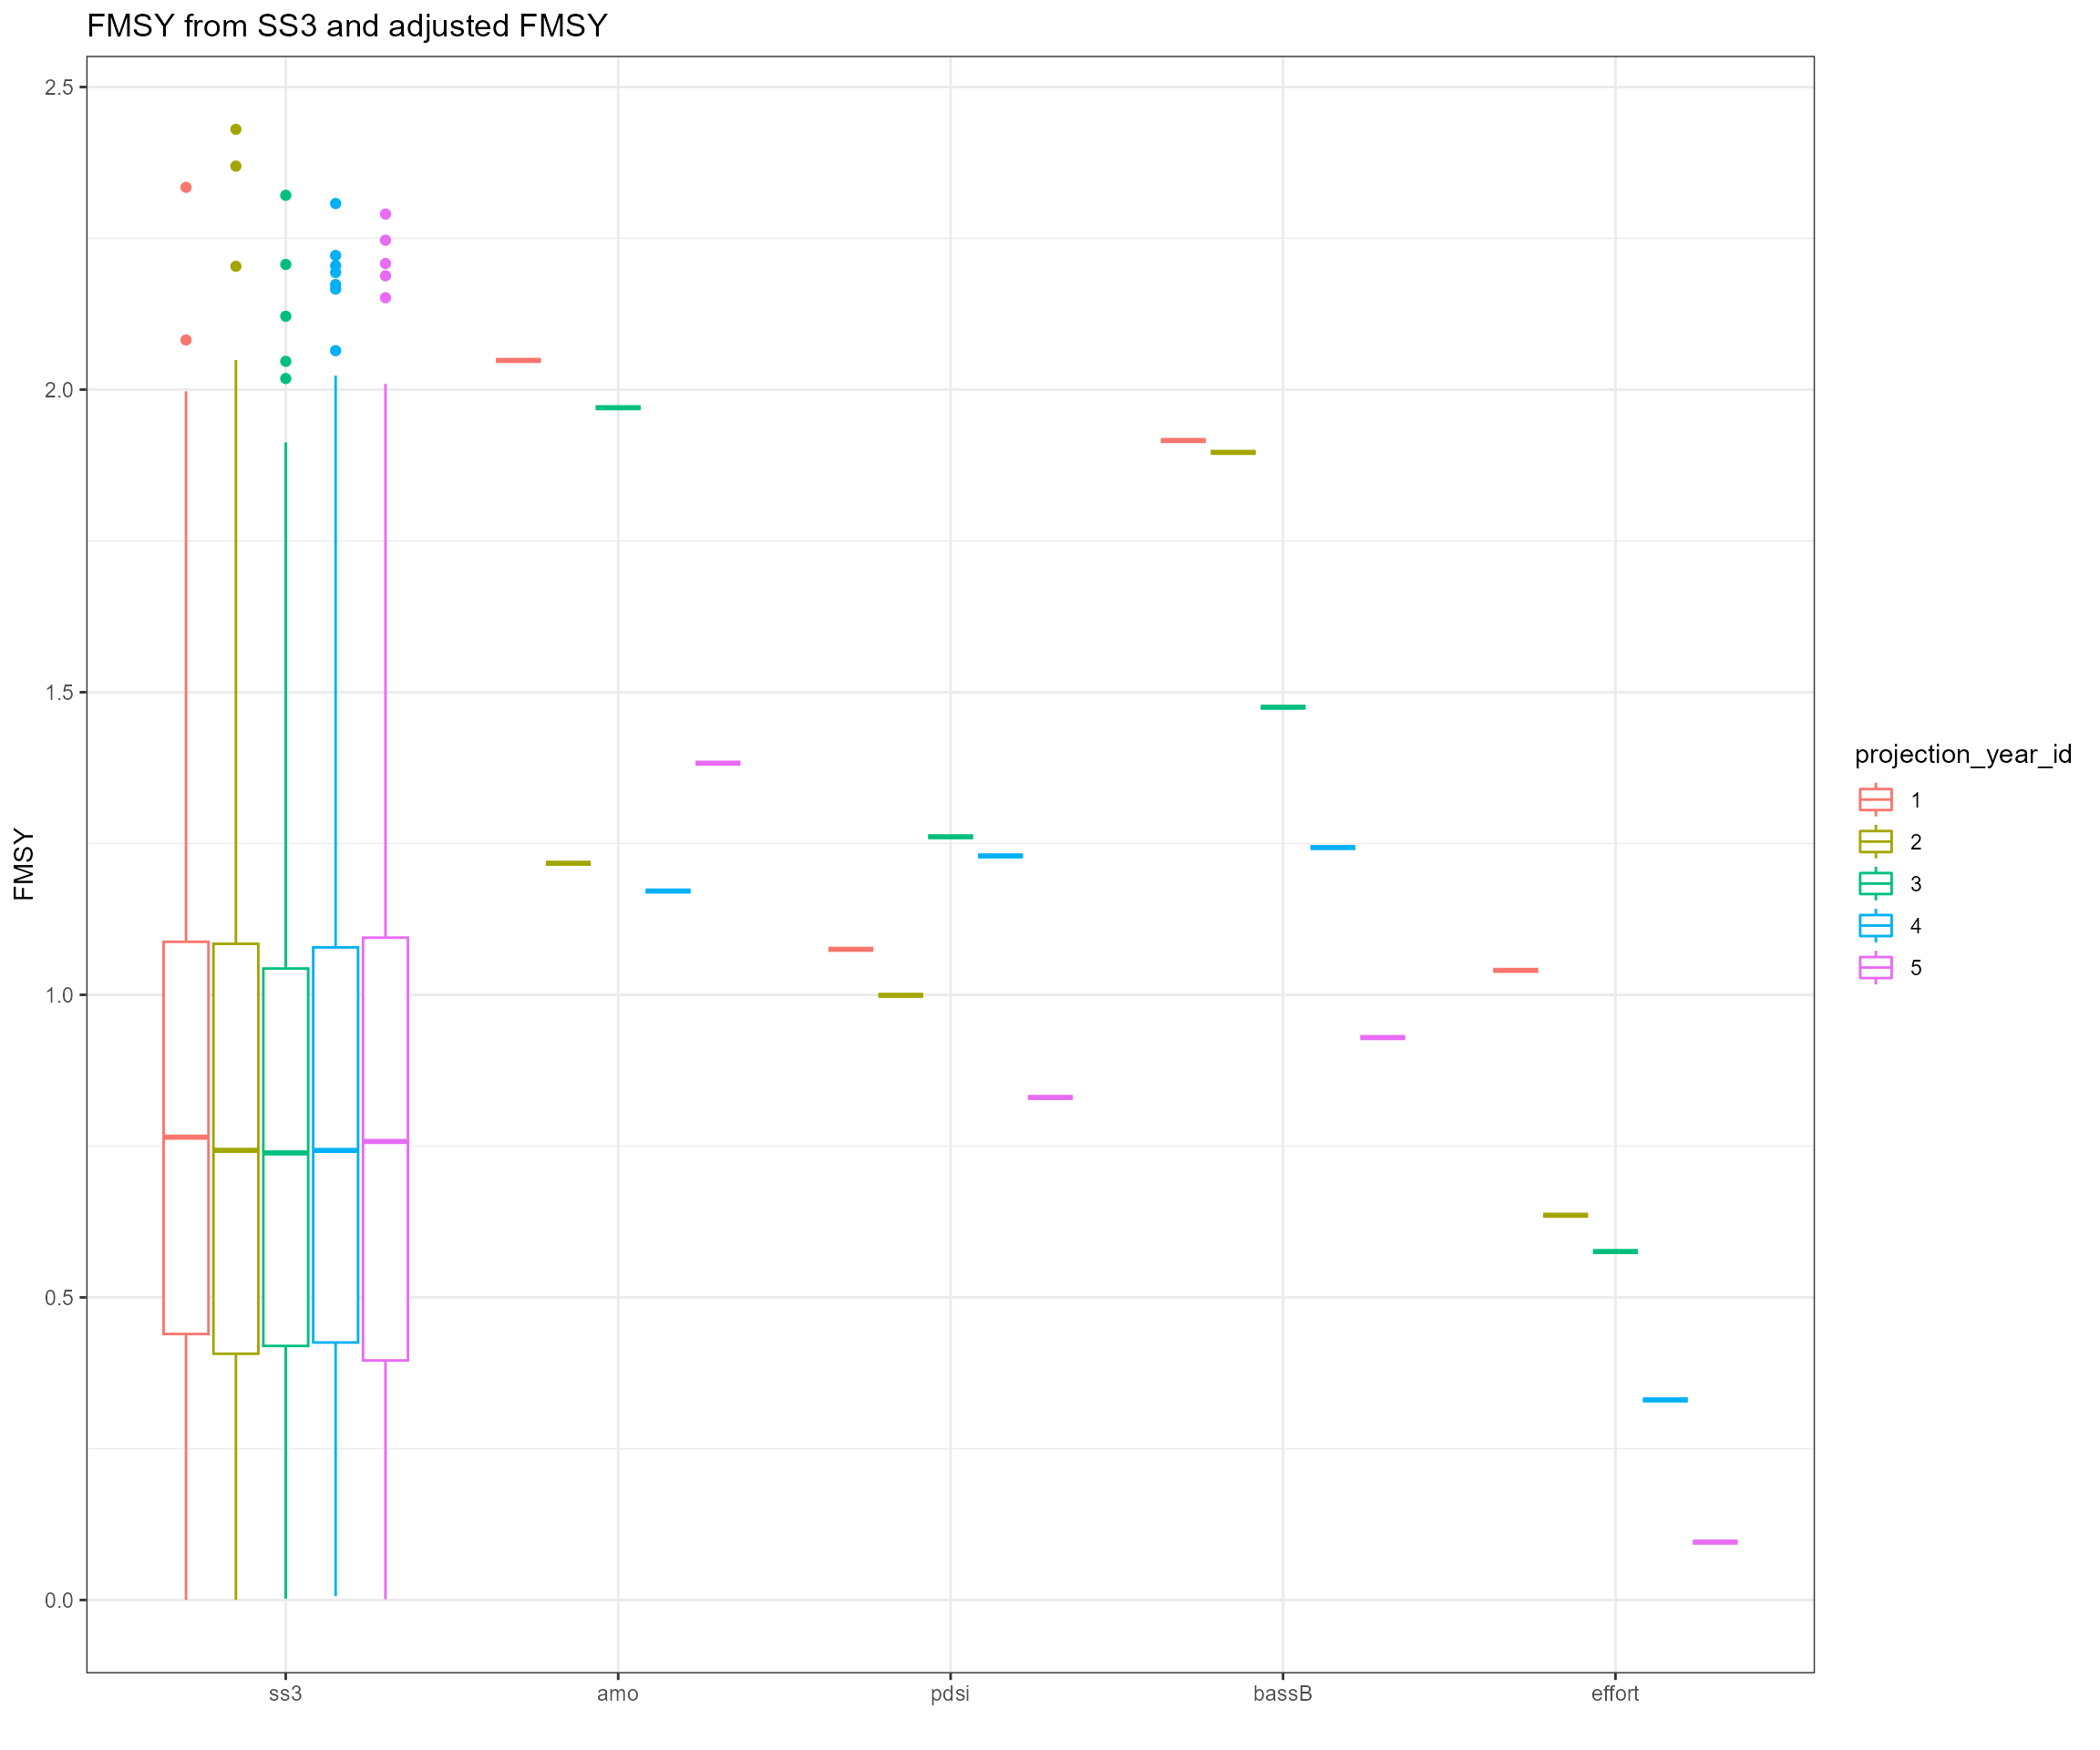 FMSY from SS3 and adjusted FMSY
2.5
2.0
1.5
1.0
0.5
0.0
FMSY
ss3 amo pdsi bassB effort
projection_year_id
1
2
3
4
5